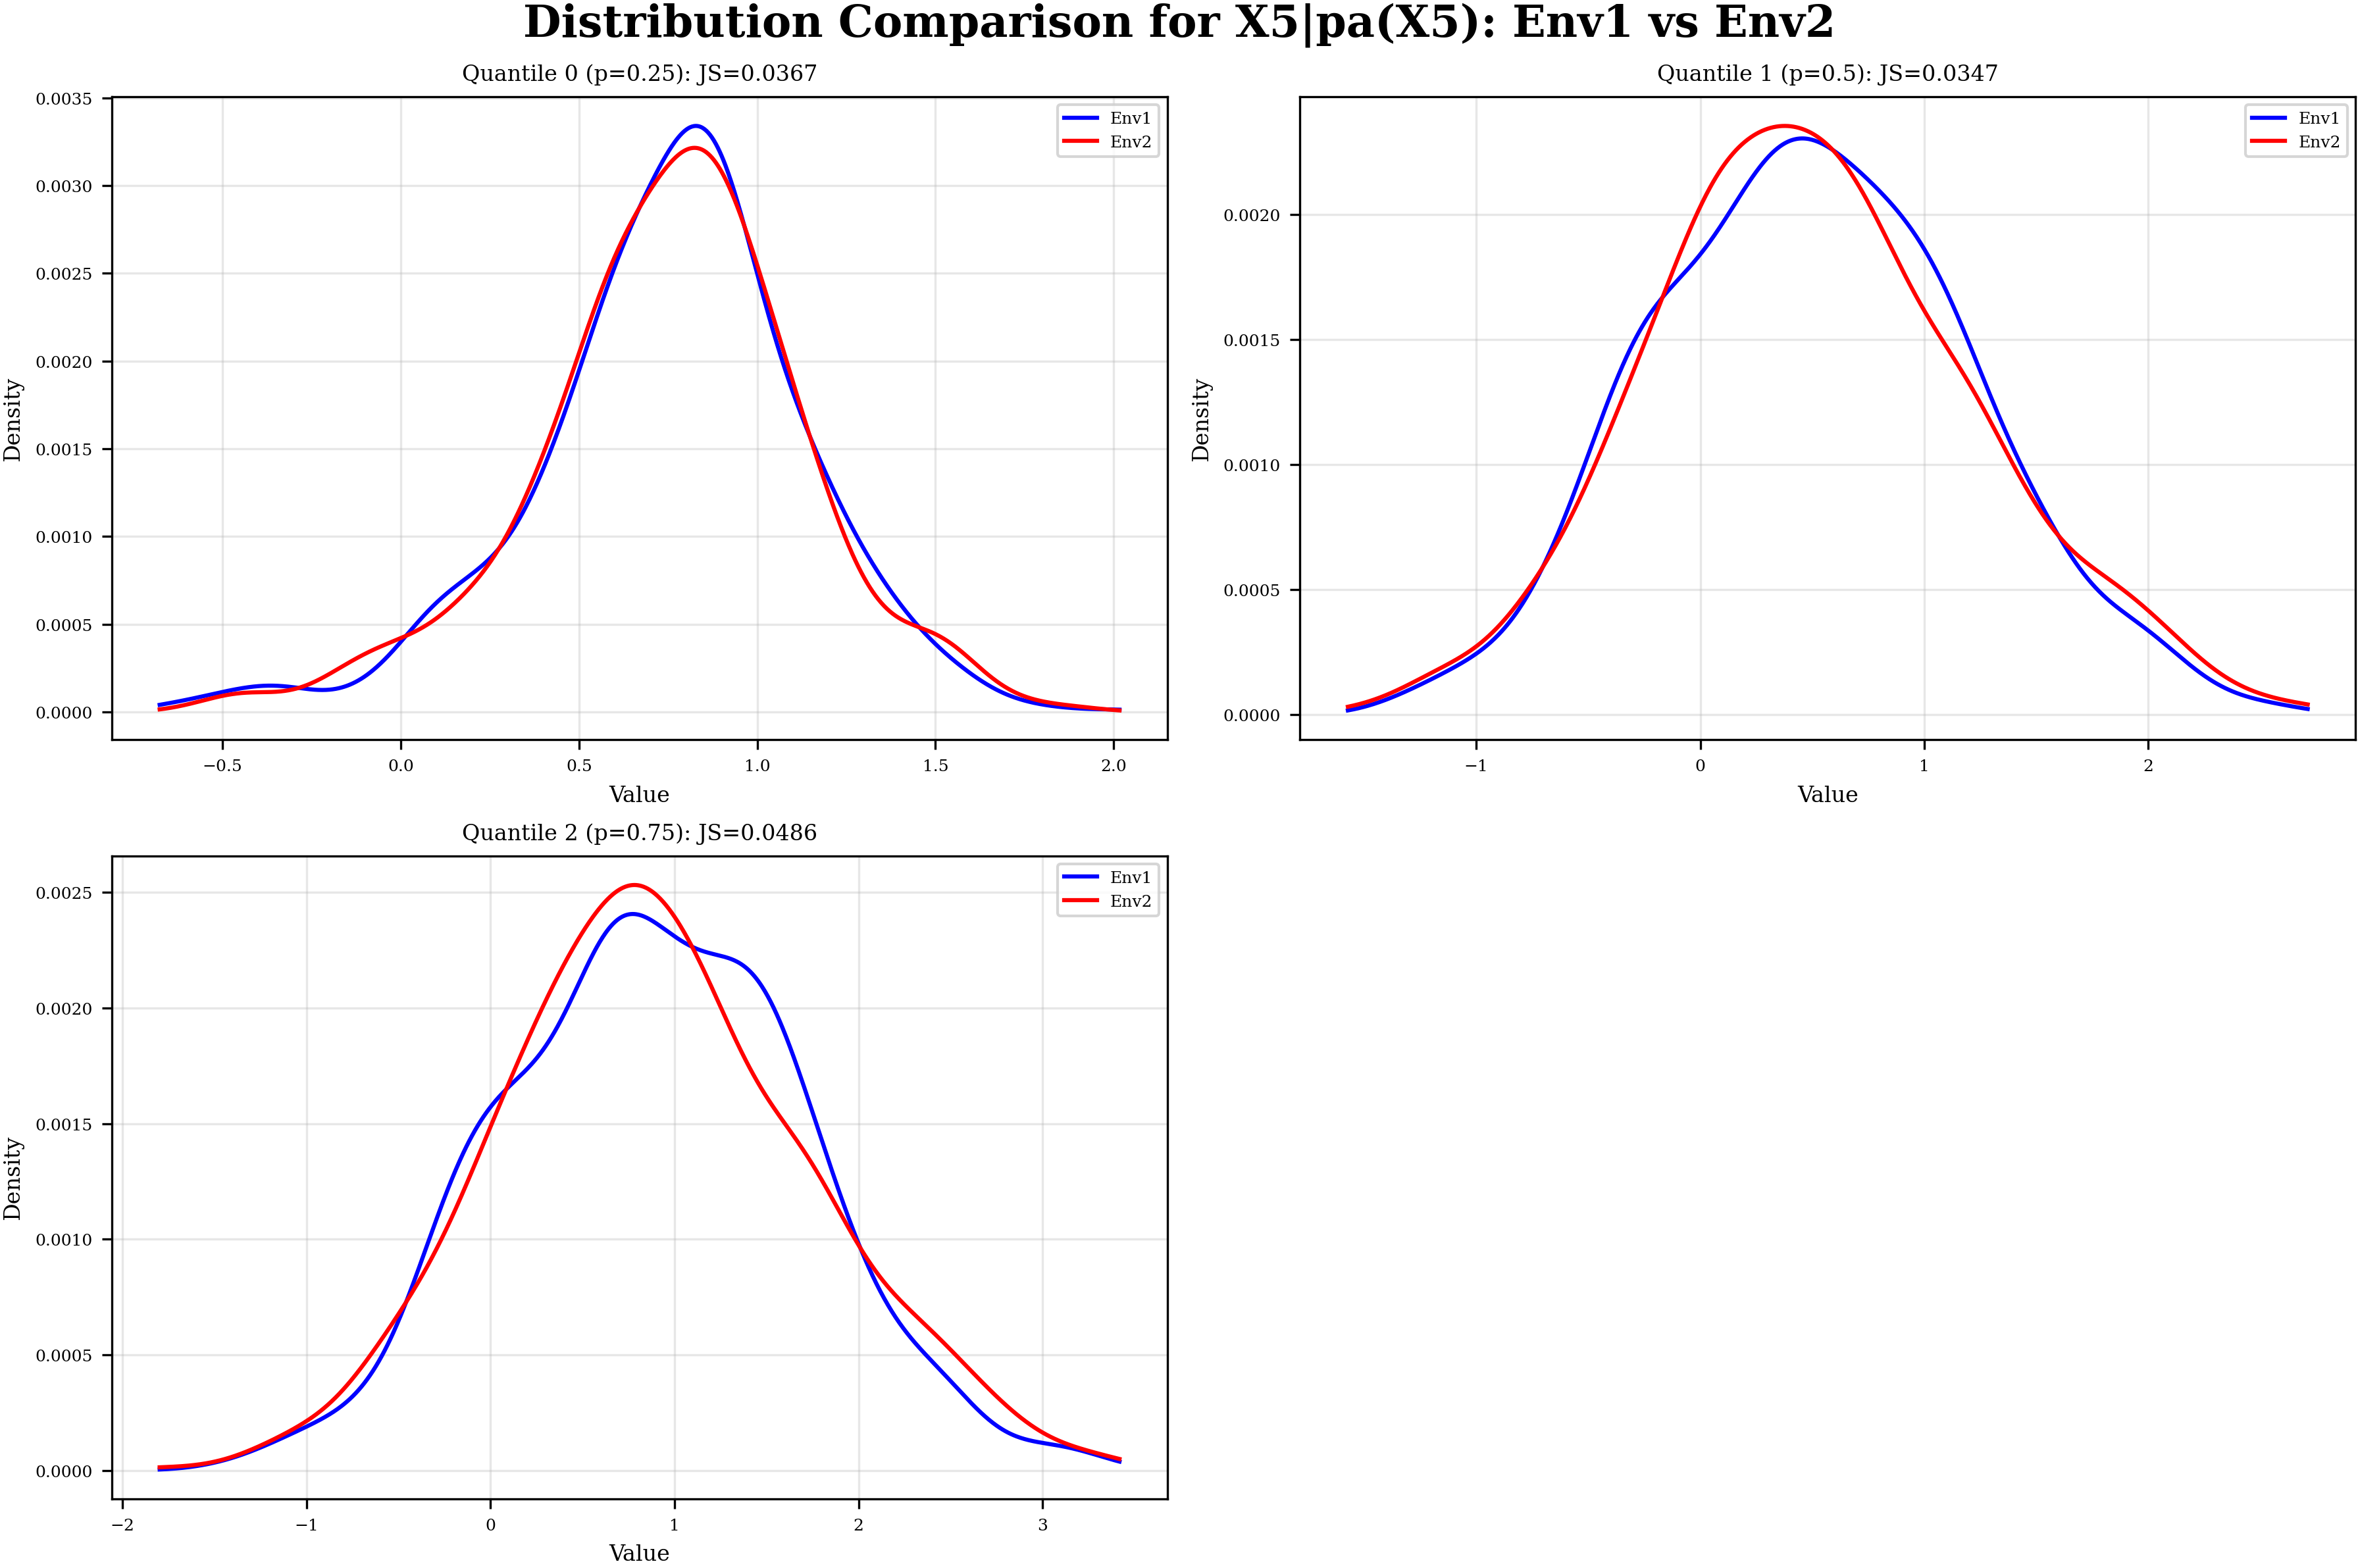 Distribution Comparison for X5|pa(X5): Env1 vs Env2
Quantile 0 (p=0.25): JS=0.0367
Env1
Env2
0.0035
0.0030
0.0025
0.0020
0.0015
0.0010
0.0005
0.0000
Density
−0.5
0.0
0.5
1.0
1.5
2.0
Value
Quantile 1 (p=0.5): JS=0.0347
Env1
Env2
0.0020
0.0015
0.0010
0.0005
0.0000
Density
−1
0
1
2
Value
Quantile 2 (p=0.75): JS=0.0486
Env1
Env2
0.0025
0.0020
0.0015
0.0010
0.0005
0.0000
Density
−2
−1
0
1
2
3
Value